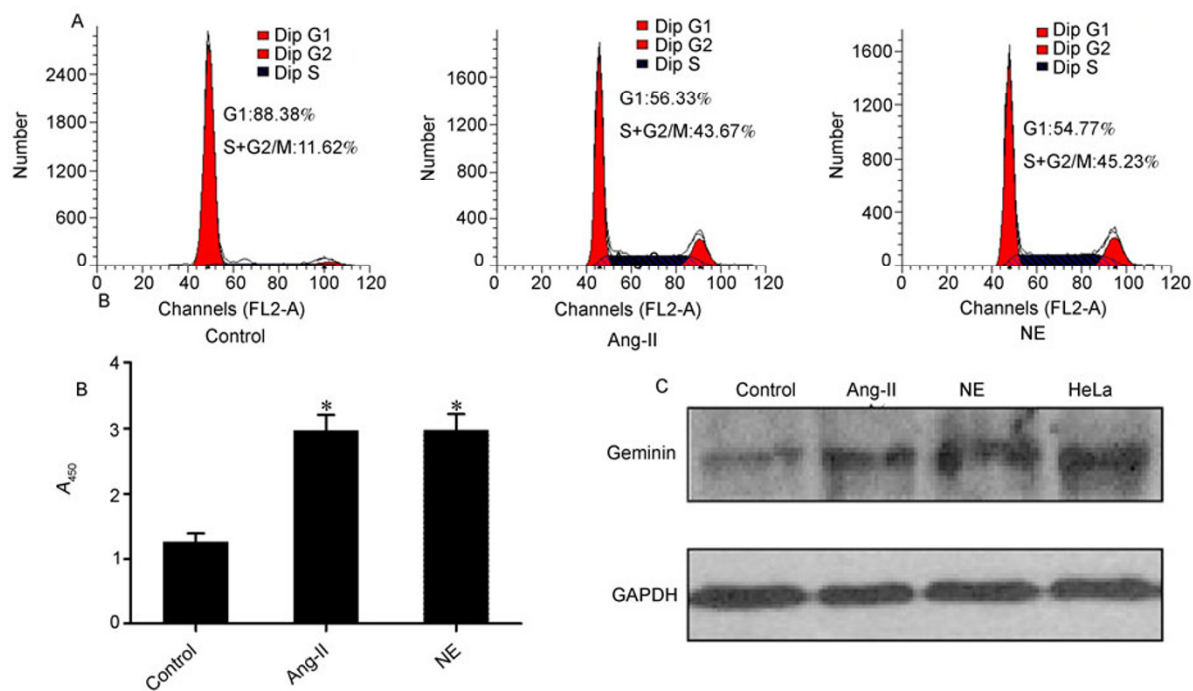 A
Dip G1
Dip G2
Dip S
G1:88.38%
S+G2/M:11.62%
Number
2400
1800
1200
600
0
0 20 40 60 80 100 120
Channels (FL2-A)
Control
Dip G1
Dip G2
Dip S
G1:56.33%
S+G2/M:43.67%
Number
1600
1200
800
400
0
0 20 40 60 80 100 120
Channels (FL2-A)
Ang-II
Dip G1
Dip G2
Dip S
G1:54.77%
S+G2/M:45.23%
Number
1600
1200
800
400
0
0 20 40 60 80 100 120
Channels (FL2-A)
NE
B
B
A450
4
3
2
1
0
* *
Control
Ang-II
NE
C
Control Ang-II NE HeLa
Geminin
GAPDH